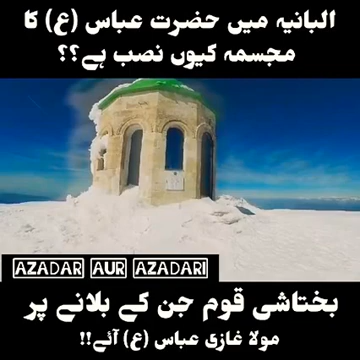 البانیہ میں حضرت عباس (ع) کا
مجسمہ کیوں نصب ہے؟؟
AZADAR AUR AZADARI
بختاشی قوم جن کے بلانے پر
مولا غازی عباس (ع) آئے!!